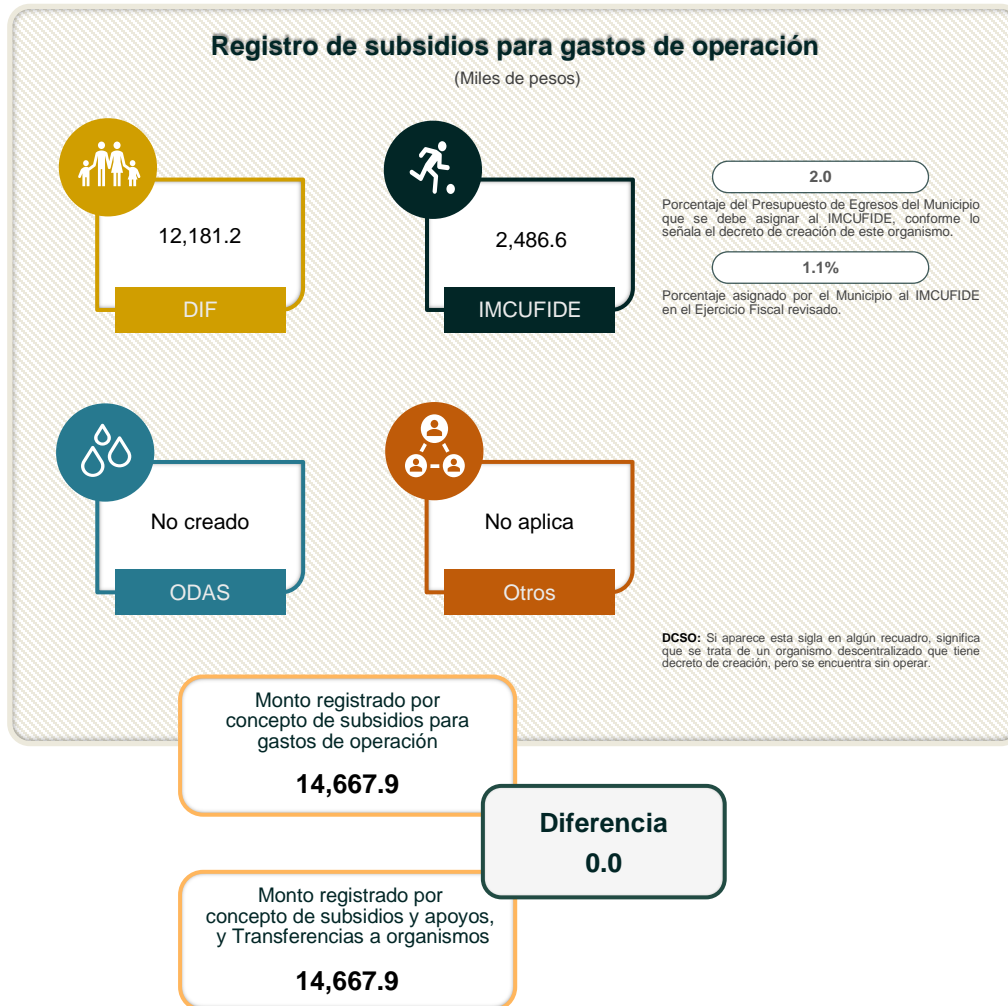 Registro de subsidios para gastos de operación
(Miles de pesos)
12,181.2
DIF
2,486.6
IMCUFIDE
2.0
Porcentaje del Presupuesto de Egresos del Municipio
que se debe asignar al IMCUFIDE, conforme lo
señala el decreto de creación de este organismo.
1.1%
Porcentaje asignado por el Municipio al IMCUFIDE
en el Ejercicio Fiscal revisado.
No creado
ODAS
No aplica
Otros
DCSO: Si aparece esta sigla en algún recuadro, significa
que se trata de un organismo descentralizado que tiene
decreto de creación, pero se encuentra sin operar.
Monto registrado por
concepto de subsidios para
gastos de operación
14,667.9
Diferencia
0.0
Monto registrado por
concepto de subsidios y apoyos,
y Transferencias a organismos
14,667.9